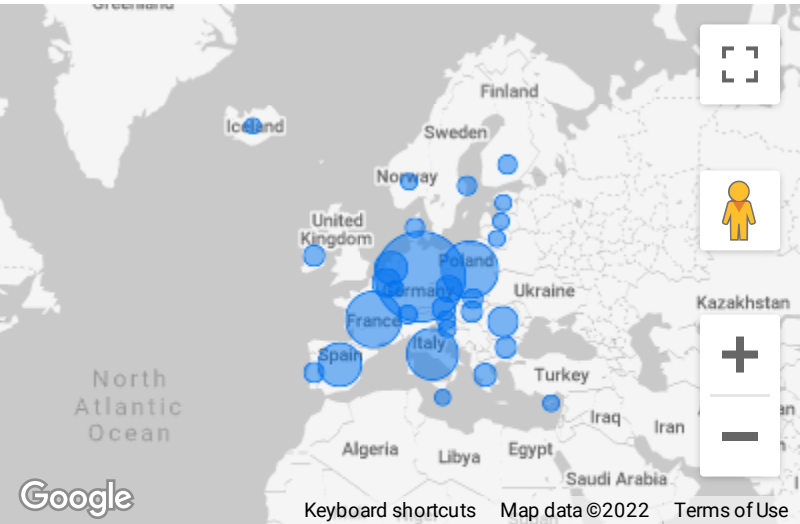 Greenland
Finland
Iceland
Sweden
Norway
United
Kingdom
Poland
Germany
Ukraine
Kazakhstan
France
Italy
Spain
Turkey
North
Atlantic
Ocean
Iraq
Iran
Algeria
Libya
Egypt
Saudi Arabia
Google
Keyboard shortcuts
Map data ©2022
Terms of Use
Sudan